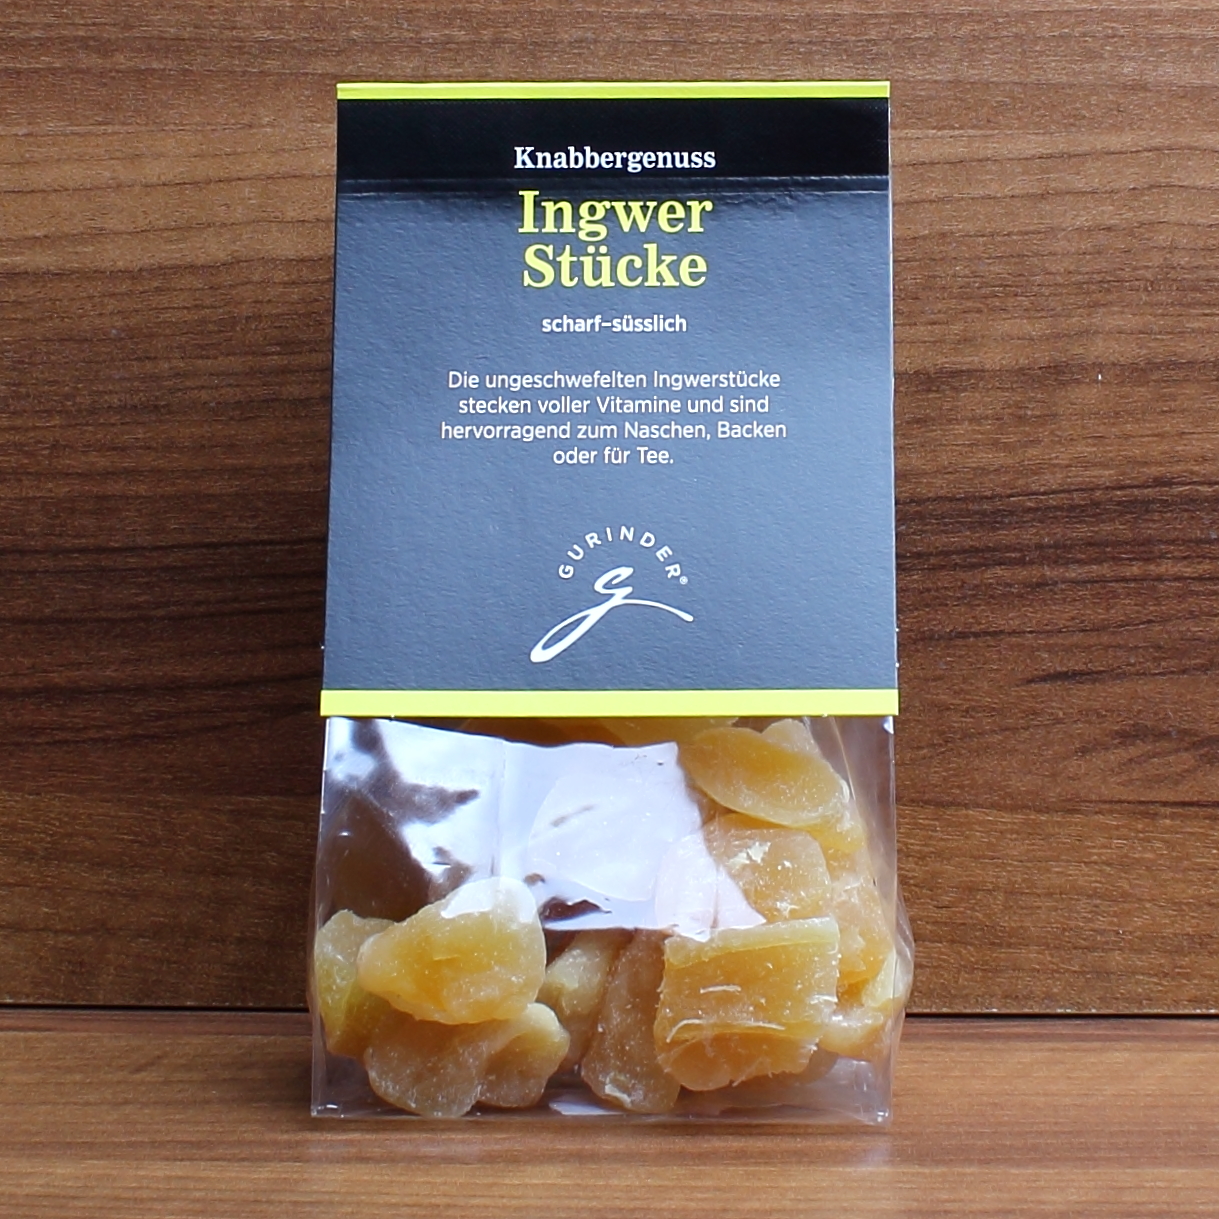 Knabbergenuss
Ingwer
Stücke
scharf-süsslich
Die ungeschwefelten Ingwerstücke
stecken voller Vitamine und sind
hervorragend zum Naschen, Backen
oder für Tee.
GURINDER®
g